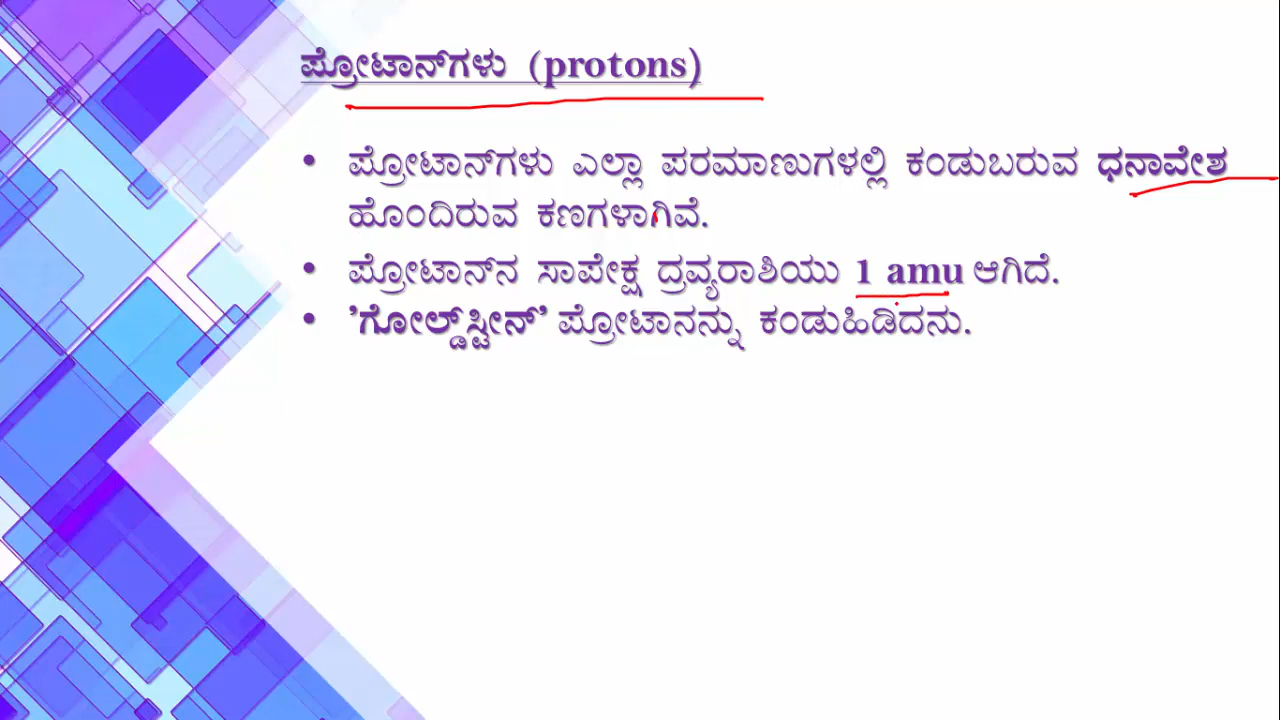 ಪ್ರೋಟಾನ್‌ಗಳು (protons)
• ಪ್ರೋಟಾನ್‌ಗಳು ಎಲ್ಲಾ ಪರಮಾಣುಗಳಲ್ಲಿ ಕಂಡುಬರುವ ಧನಾವೇಶ
ಹೊಂದಿರುವ ಕಣಗಳಾಗಿವೆ.
• ಪ್ರೋಟಾನ್‌ನ ಸಾಪೇಕ್ಷ ದ್ರವ್ಯರಾಶಿಯು 1 amu ಆಗಿದೆ.
• ’ಗೋಲ್ಡ್‌ಸ್ಟೀನ್’ ಪ್ರೋಟಾನನ್ನು ಕಂಡುಹಿಡಿದನು.